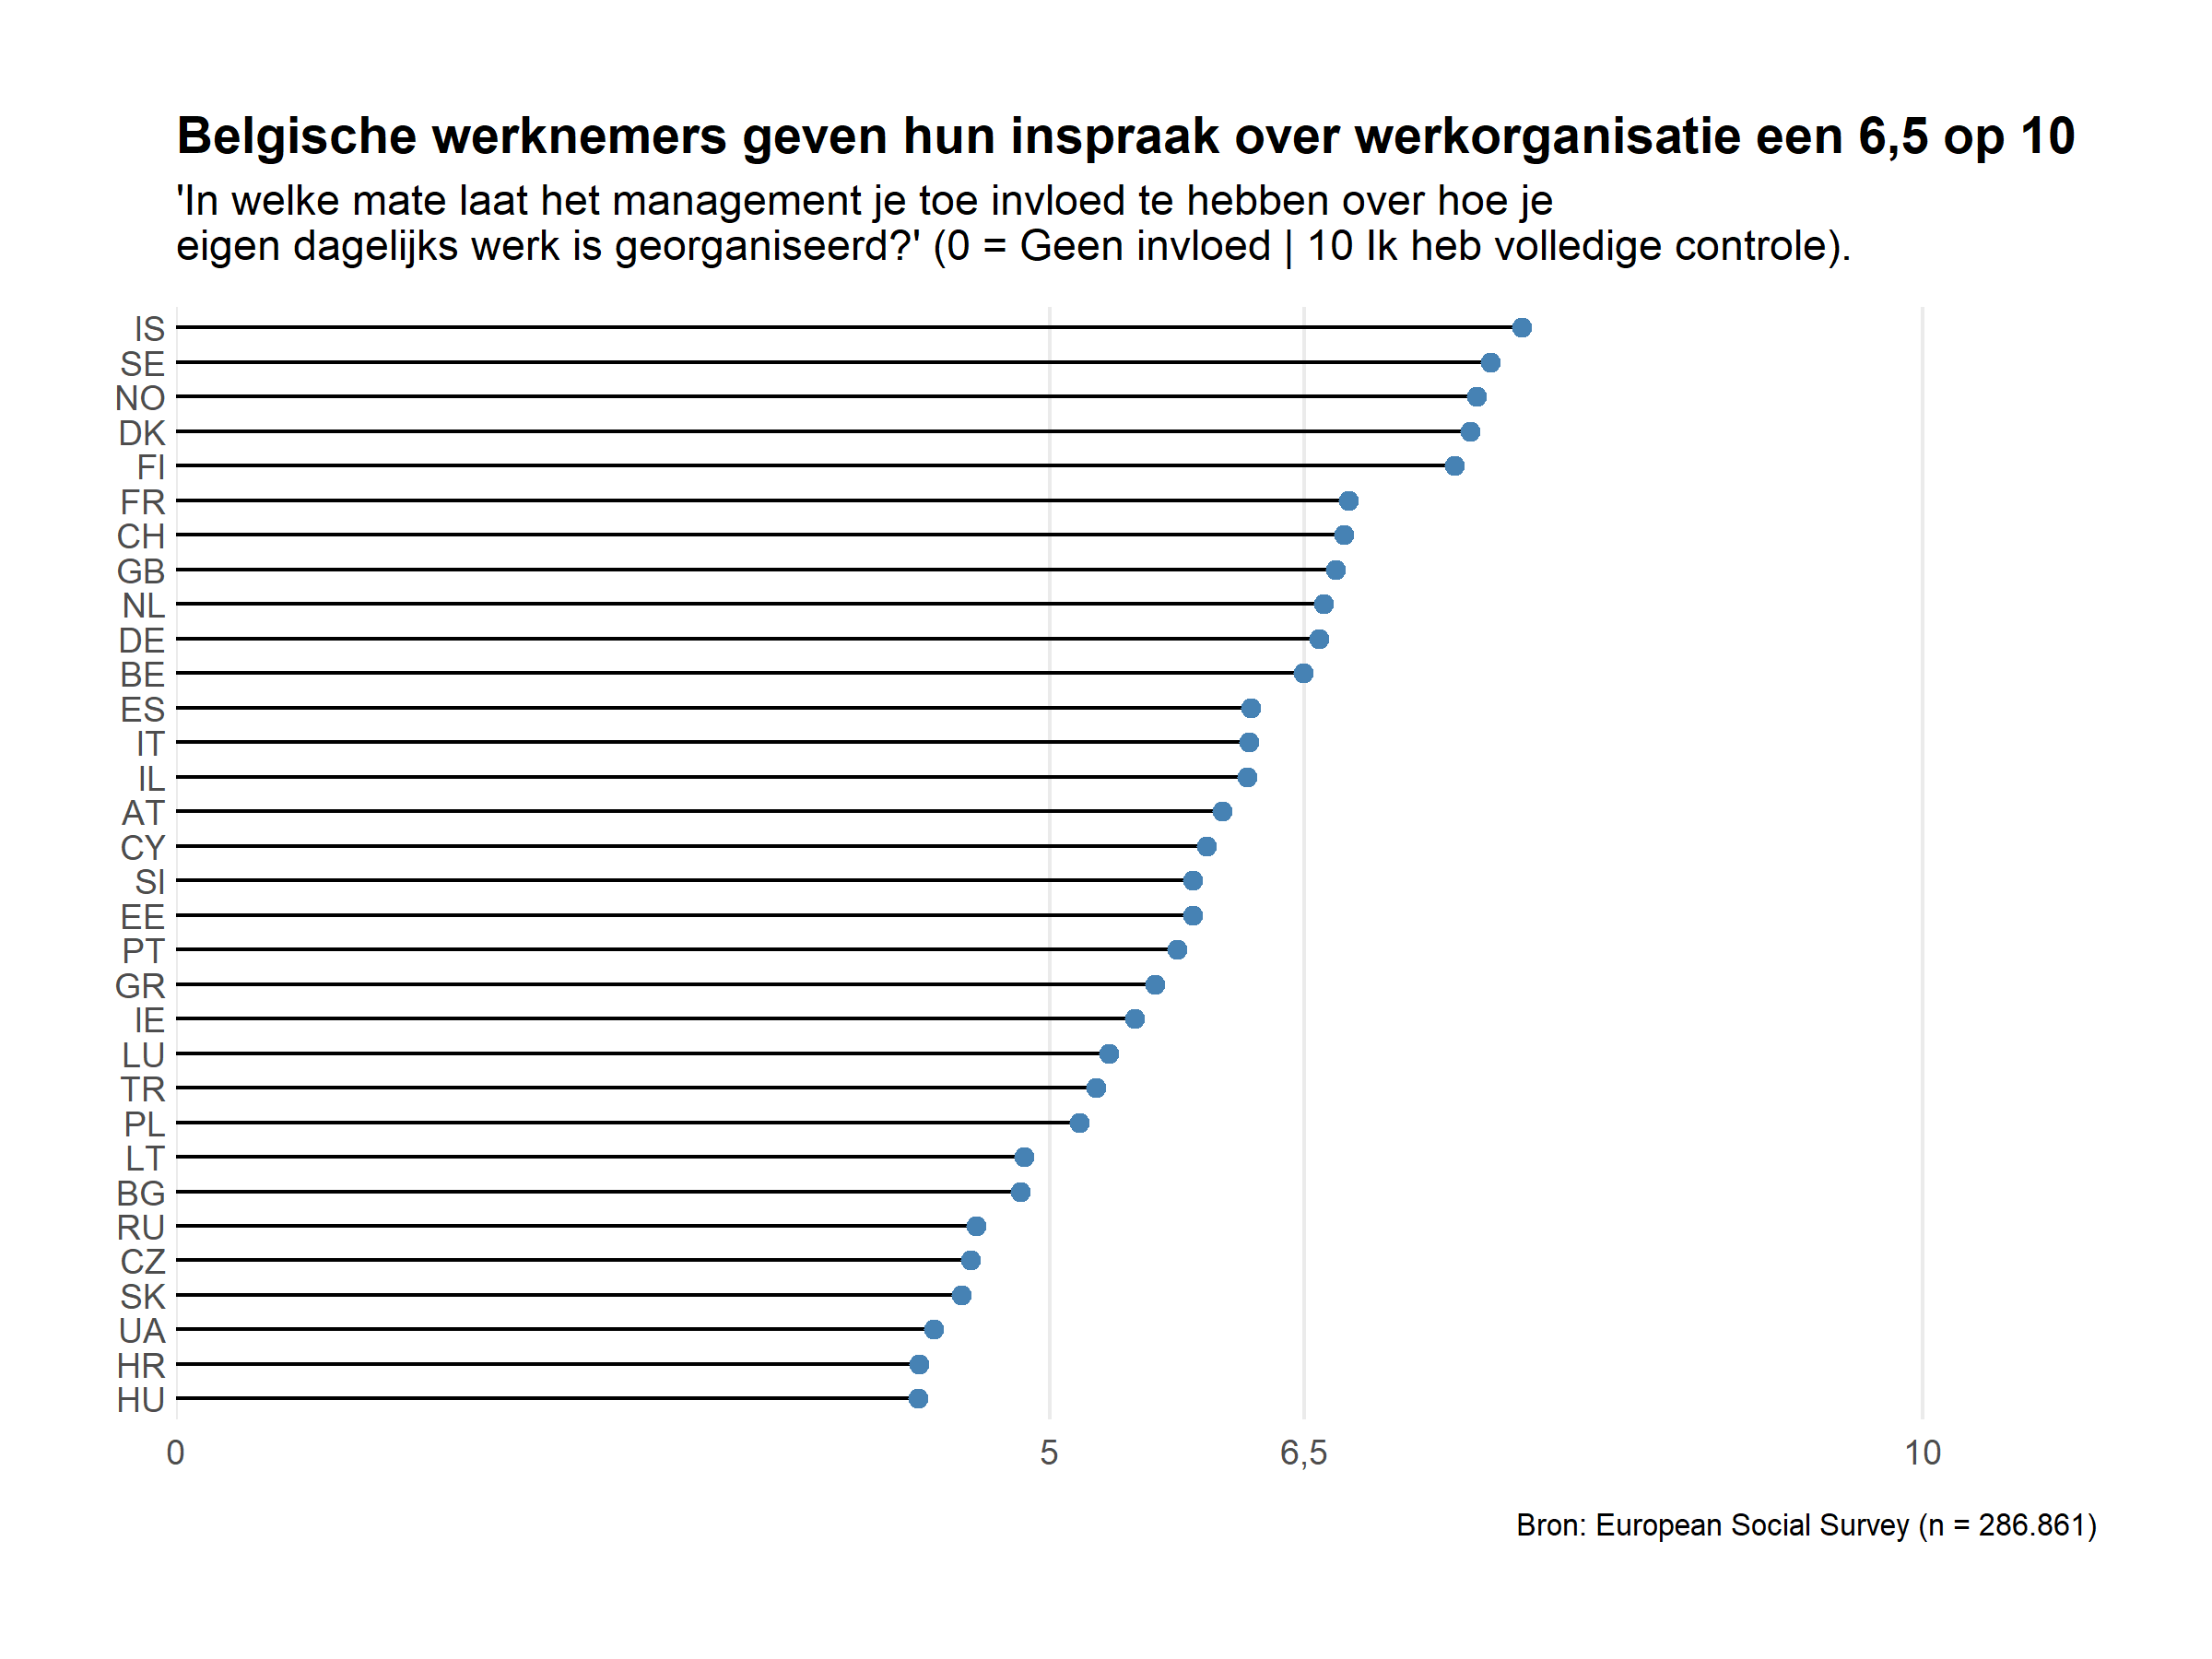 Belgische werknemers geven hun inspraak over werkorganisatie een 6,5 op 10
'In welke mate laat het management je toe invloed te hebben over hoe je
eigen dagelijks werk is georganiseerd?' (0 = Geen invloed | 10 Ik heb volledige controle).
IS
SE
NO
DK
FI
FR
CH
GB
NL
DE
BE
ES
IT
IL
AT
CY
SI
EE
PT
GR
IE
LU
TR
PL
LT
BG
RU
CZ
SK
UA
HR
HU
0 5 6,5 10
Bron: European Social Survey (n = 286.861)